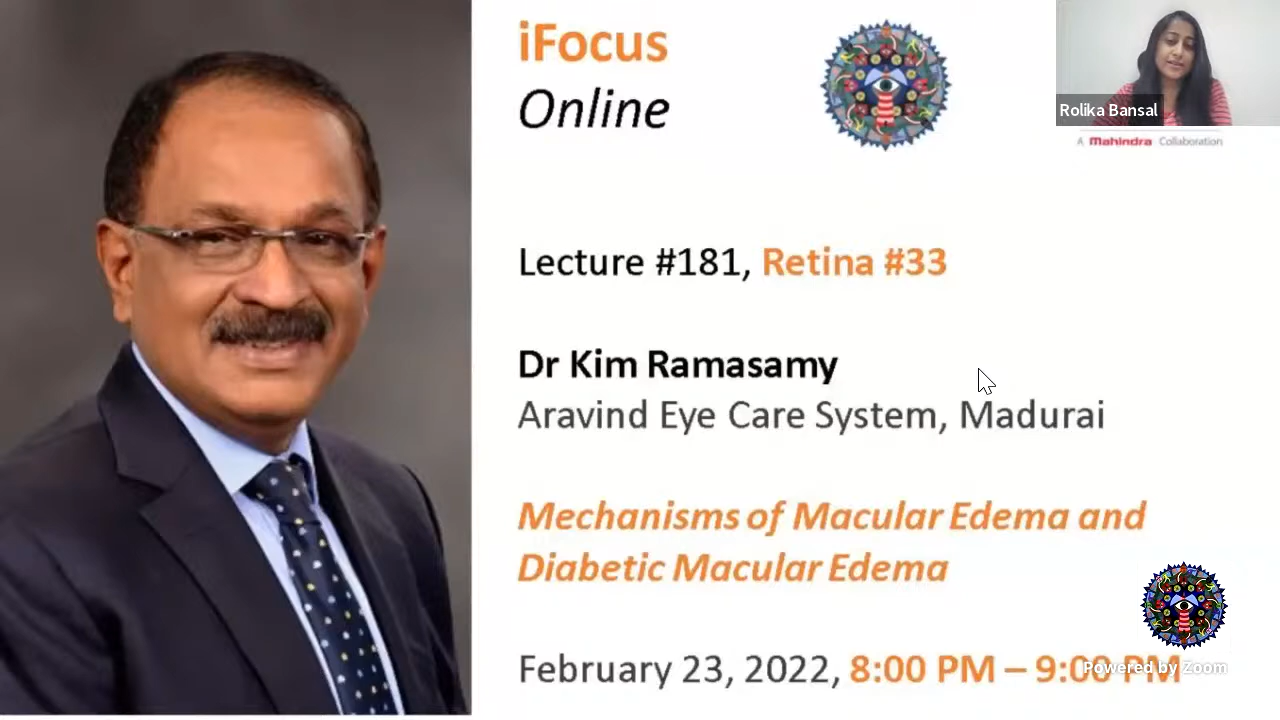 iFocus
Online
Rolika Bansal
A Mahindra Collaboration
Lecture #181, Retina #33
Dr Kim Ramasamy
Aravind Eye Care System, Madurai
Mechanisms of Macular Edema and
Diabetic Macular Edema
February 23, 2022, 8:00 PM – 9:00 PM
Powered by Zoom